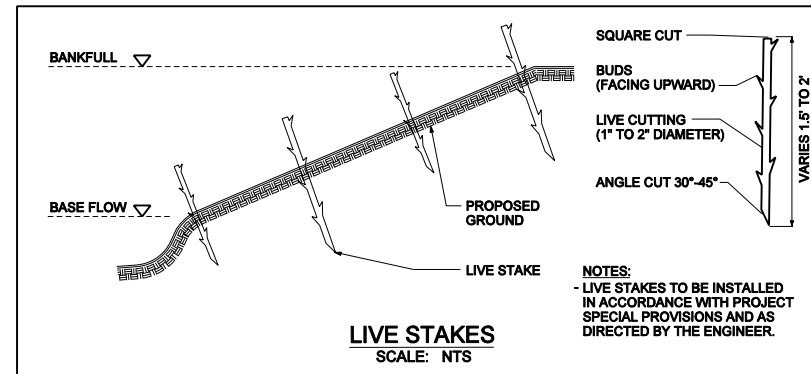 BANKFULL
BASE FLOW
PROPOSED
GROUND
LIVE STAKE
LIVE STAKES
SCALE: NTS
SQUARE CUT
BUDS
(FACING UPWARD)
LIVE CUTTING
(1" TO 2" DIAMETER)
ANGLE CUT 30°-45°
VARIES 1.5' TO 2'
NOTES:
- LIVE STAKES TO BE INSTALLED
IN ACCORDANCE WITH PROJECT
SPECIAL PROVISIONS AND AS
DIRECTED BY THE ENGINEER.